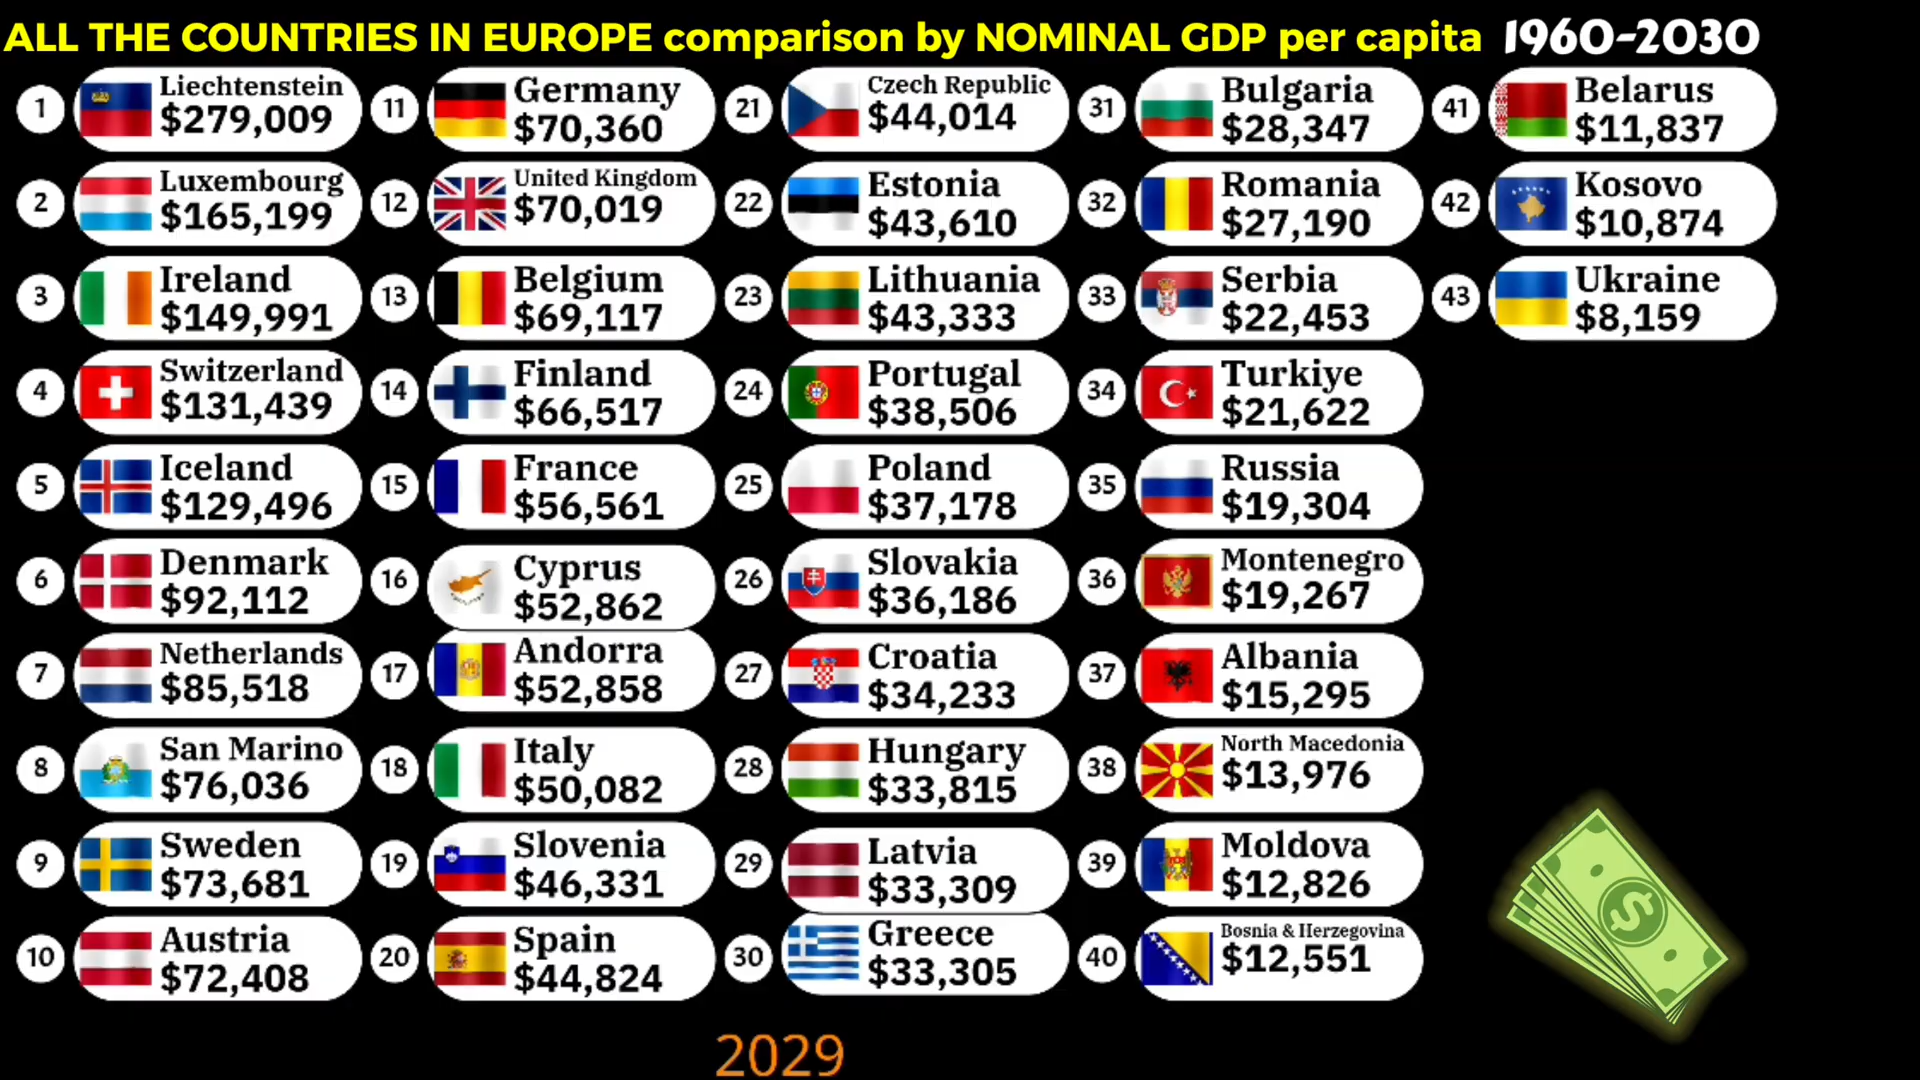 ALL THE COUNTRIES IN EUROPE comparison by NOMINAL GDP per capita 1960-2030
1
Liechtenstein
$279,009
2
Luxembourg
$165,199
3
Ireland
$149,991
4
Switzerland
$131,439
5
Iceland
$129,496
6
Denmark
$92,112
7
Netherlands
$85,518
8
San Marino
$76,036
9
Sweden
$73,681
10
Austria
$72,408
11
Germany
$70,360
12
United Kingdom
$70,019
13
Belgium
$69,117
14
Finland
$66,517
15
France
$56,561
16
Cyprus
$52,862
17
Andorra
$52,858
18
Italy
$50,082
19
Slovenia
$46,331
20
Spain
$44,824
21
Czech Republic
$44,014
22
Estonia
$43,610
23
Lithuania
$43,333
24
Portugal
$38,506
25
Poland
$37,178
26
Slovakia
$36,186
27
Croatia
$34,233
28
Hungary
$33,815
29
Latvia
$33,309
30
Greece
$33,305
31
Bulgaria
$28,347
32
Romania
$27,190
33
Serbia
$22,453
34
Turkiye
$21,622
35
Russia
$19,304
36
Montenegro
$19,267
37
Albania
$15,295
38
North Macedonia
$13,976
39
Moldova
$12,826
40
Bosnia & Herzegovina
$12,551
41
Belarus
$11,837
42
Kosovo
$10,874
43
Ukraine
$8,159
$
2029